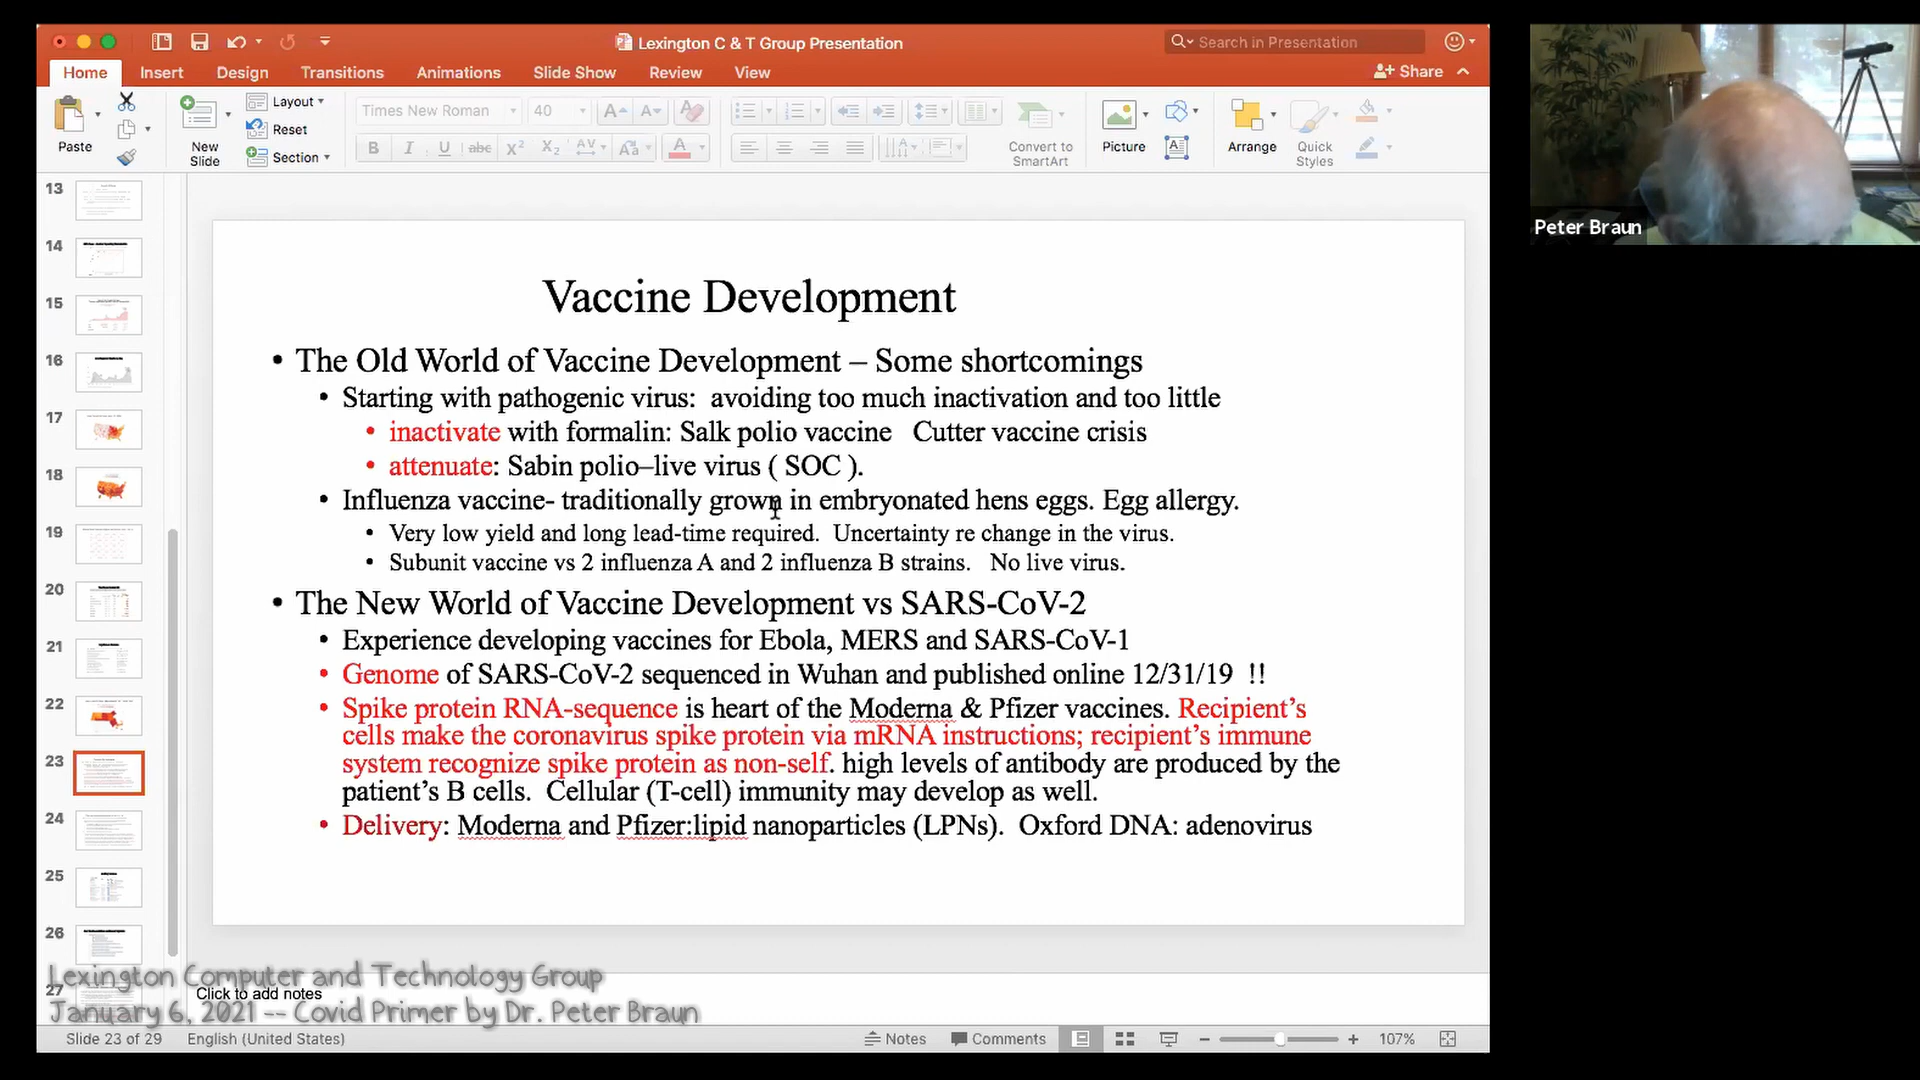 Lexington C & T Group Presentation
Search in Presentation
Home Insert Design Transitions Animations Slide Show Review View
Share
Paste
New Slide
Layout
Reset
Section
Times New Roman 40
B I U abc X² X₂ AV Aa A
Convert to SmartArt
Picture
Arrange
Quick Styles
Peter Braun
13
14
15
16
17
18
19
20
21
22
23
24
25
26
27
Vaccine Development
• The Old World of Vaccine Development – Some shortcomings
• Starting with pathogenic virus: avoiding too much inactivation and too little
• inactivate with formalin: Salk polio vaccine Cutter vaccine crisis
• attenuate: Sabin polio–live virus ( SOC ).
• Influenza vaccine- traditionally grown in embryonated hens eggs. Egg allergy.
• Very low yield and long lead-time required. Uncertainty re change in the virus.
• Subunit vaccine vs 2 influenza A and 2 influenza B strains. No live virus.
• The New World of Vaccine Development vs SARS-CoV-2
• Experience developing vaccines for Ebola, MERS and SARS-CoV-1
• Genome of SARS-CoV-2 sequenced in Wuhan and published online 12/31/19 !!
• Spike protein RNA-sequence is heart of the Moderna & Pfizer vaccines. Recipient's
cells make the coronavirus spike protein via mRNA instructions; recipient's immune
system recognize spike protein as non-self. high levels of antibody are produced by the
patient's B cells. Cellular (T-cell) immunity may develop as well.
• Delivery: Moderna and Pfizer:lipid nanoparticles (LPNs). Oxford DNA: adenovirus
Click to add notes
Lexington Computer and Technology Group
January 6, 2021 -- Covid Primer by Dr. Peter Braun
Slide 23 of 29 English (United States)
Notes Comments 107%